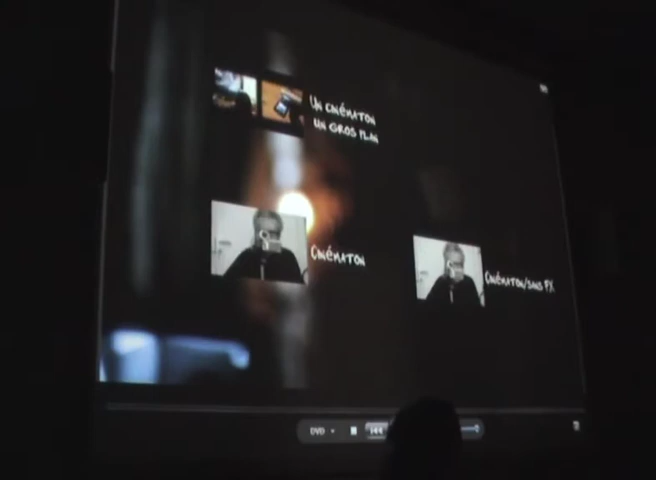 UN CINÉMATON
UN GROS PLAN
CINÉMATON
CINÉMATON/SANS FX
DVD